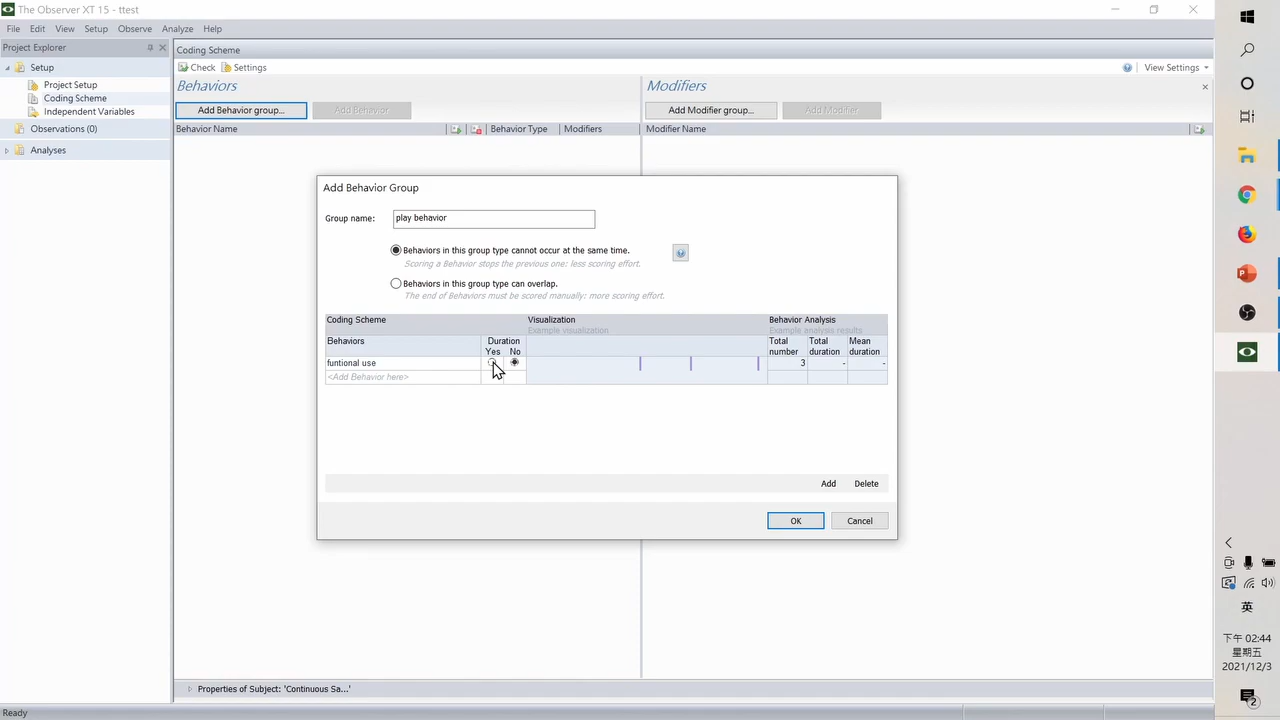 The Observer XT 15 - ttest
File Edit View Setup Observe Analyze Help
Project Explorer
Setup
Project Setup
Coding Scheme
Independent Variables
Observations (0)
Analyses
Coding Scheme
Check Settings
View Settings
Behaviors
Modifiers
Add Behavior group... Add Behavior
Add Modifier group... Add Modifier
Behavior Name Behavior Type Modifiers
Modifier Name
Add Behavior Group
Group name: play behavior
Behaviors in this group type cannot occur at the same time.
Scoring a Behavior stops the previous one: less scoring effort.
Behaviors in this group type can overlap.
The end of Behaviors must be scored manually: more scoring effort.
Coding Scheme Visualization Behavior Analysis
Example visualization Example analysis results
Behaviors Duration Total Total Mean
Yes No number duration duration
funtional use 3 - -
<Add Behavior here>
Add Delete
OK Cancel
Properties of Subject: 'Continuous Sa...'
Ready
英
下午 02:44
星期五
2021/12/3
2